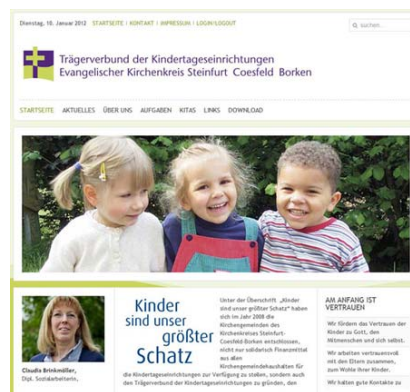 Dienstag, 10. Januar 2012 STARTSEITE | KONTAKT | IMPRESSUM | LOGIN/LOGOUT
suchen...
Trägerverbund der Kindertageseinrichtungen
Evangelischer Kirchenkreis Steinfurt Coesfeld Borken
STARTSEITE AKTUELLES ÜBER UNS AUFGABEN KITAS LINKS DOWNLOAD
Claudia Brinkmöller,
Dipl. Sozialarbeiterin,
Kinder
sind unser
größter
Schatz
Unter der Überschrift „Kinder
sind unser größter Schatz“ haben
sich im Jahr 2008 die
Kirchengemeinden des
Kirchenkreises Steinfurt-
Coesfeld-Borken entschlossen,
nicht nur solidarisch Finanzmittel
aus allen
Kirchengemeindehaushalten für
die Kindertageseinrichtungen zur Verfügung zu stellen, sondern auch
den Trägerverbund der Kindertageseinrichtungen zu gründen, den
AM ANFANG IST
VERTRAUEN
Wir fördern das Vertrauen der
Kinder zu Gott, den
Mitmenschen und sich selbst.
Wir arbeiten vertrauensvoll
mit den Eltern zusammen,
zum Wohle ihrer Kinder.
Wir halten gute Kontakte zu